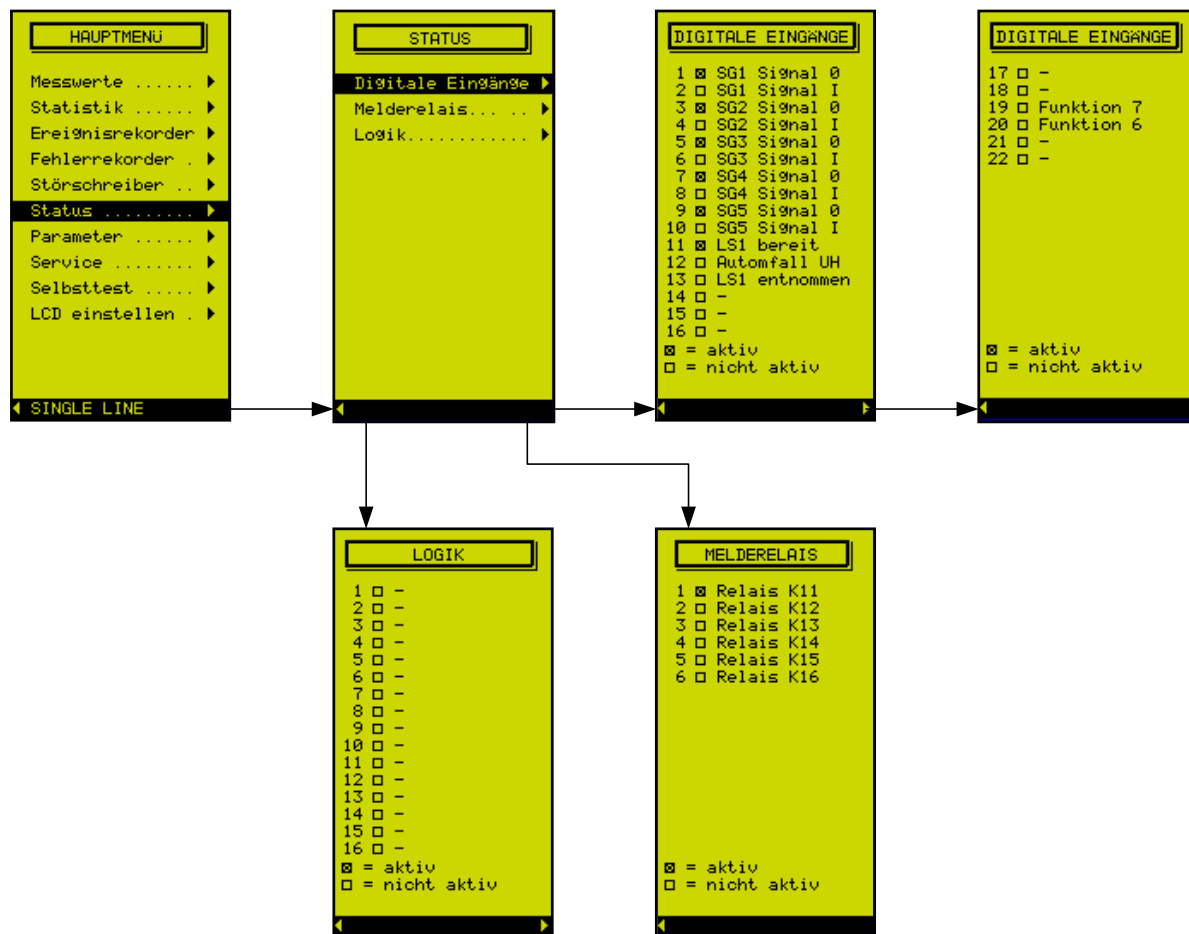 HAUPTMENÜ
Messwerte ...... ▶
Statistik ...... ▶
Ereignisrekorder ▶
Fehlerrekorder . ▶
Störschreiber .. ▶
Status ......... ▶
Parameter ...... ▶
Service ........ ▶
Selbsttest ..... ▶
LCD einstellen . ▶
◀ SINGLE LINE
STATUS
Digitale Eingänge ▶
Melderelais... .. ▶
Logik............ ▶
◀
DIGITALE EINGÄNGE
1 ☒ SG1 Signal 0
2 ☐ SG1 Signal I
3 ☒ SG2 Signal 0
4 ☐ SG2 Signal I
5 ☒ SG3 Signal 0
6 ☐ SG3 Signal I
7 ☒ SG4 Signal 0
8 ☐ SG4 Signal I
9 ☒ SG5 Signal 0
10 ☐ SG5 Signal I
11 ☒ LS1 bereit
12 ☐ Automfall UH
13 ☐ LS1 entnommen
14 ☐ -
15 ☐ -
16 ☐ -
☒ = aktiv
☐ = nicht aktiv
◀ ▶
DIGITALE EINGÄNGE
17 ☐ -
18 ☐ -
19 ☐ Funktion 7
20 ☐ Funktion 6
21 ☐ -
22 ☐ -
☒ = aktiv
☐ = nicht aktiv
◀
LOGIK
1 ☐ -
2 ☐ -
3 ☐ -
4 ☐ -
5 ☐ -
6 ☐ -
7 ☐ -
8 ☐ -
9 ☐ -
10 ☐ -
11 ☐ -
12 ☐ -
13 ☐ -
14 ☐ -
15 ☐ -
16 ☐ -
☒ = aktiv
☐ = nicht aktiv
◀ ▶
MELDERELAIS
1 ☒ Relais K11
2 ☐ Relais K12
3 ☐ Relais K13
4 ☐ Relais K14
5 ☐ Relais K15
6 ☐ Relais K16
☒ = aktiv
☐ = nicht aktiv
◀